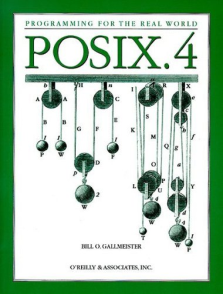 PROGRAMMING FOR THE REAL WORLD
POSIX.4
BILL O. GALLMEISTER
O'REILLY & ASSOCIATES, INC.